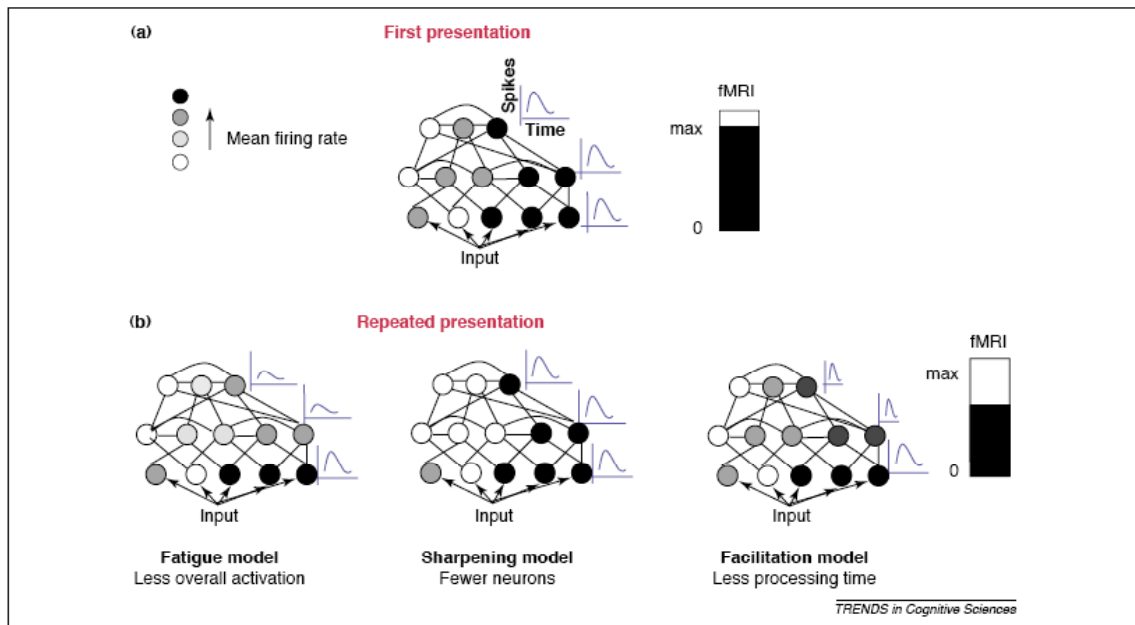 (a)
First presentation
Mean firing rate
Spikes
Time
fMRI
max
0
Input
(b)
Repeated presentation
fMRI
max
0
Input
Input
Input
Fatigue model
Less overall activation
Sharpening model
Fewer neurons
Facilitation model
Less processing time
TRENDS in Cognitive Sciences